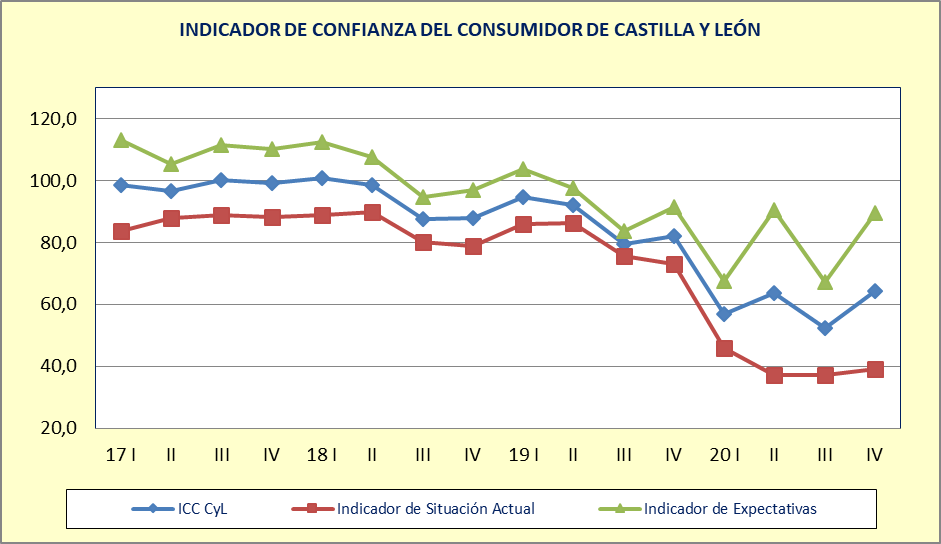 INDICADOR DE CONFIANZA DEL CONSUMIDOR DE CASTILLA Y LEÓN
120,0
100,0
80,0
60,0
40,0
20,0
17 I II III IV 18 I II III IV 19 I II III IV 20 I II III IV
ICC CyL Indicador de Situación Actual Indicador de Expectativas